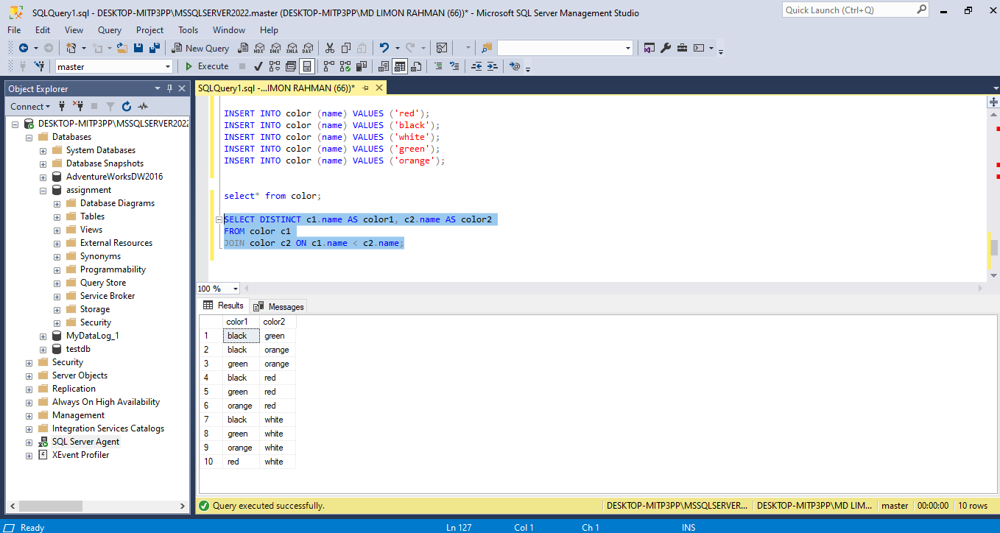 SQLQuery1.sql - DESKTOP-MITP3PP\MSSQLSERVER2022.master (DESKTOP-MITP3PP\MD LIMON RAHMAN (66))* - Microsoft SQL Server Management Studio
Quick Launch (Ctrl+Q)
File Edit View Query Project Tools Window Help
New Query MDX DMX XMLA DAX
master Execute
Object Explorer
SQLQuery1.sql -...IMON RAHMAN (66))*
Connect
DESKTOP-MITP3PP\MSSQLSERVER2022
Databases
System Databases
Database Snapshots
AdventureWorksDW2016
assignment
Database Diagrams
Tables
Views
External Resources
Synonyms
Programmability
Query Store
Service Broker
Storage
Security
MyDataLog_1
testdb
Security
Server Objects
Replication
Always On High Availability
Management
Integration Services Catalogs
SQL Server Agent
XEvent Profiler
INSERT INTO color (name) VALUES ('red');
INSERT INTO color (name) VALUES ('black');
INSERT INTO color (name) VALUES ('white');
INSERT INTO color (name) VALUES ('green');
INSERT INTO color (name) VALUES ('orange');
select* from color;
SELECT DISTINCT c1.name AS color1, c2.name AS color2
FROM color c1
JOIN color c2 ON c1.name < c2.name;
100 %
Results Messages
color1 color2
1 black green
2 black orange
3 green orange
4 black red
5 green red
6 orange red
7 black white
8 green white
9 orange white
10 red white
Query executed successfully. DESKTOP-MITP3PP\MSSQLSERVER... DESKTOP-MITP3PP\MD LIM... master 00:00:00 10 rows
Ready Ln 127 Col 1 Ch 1 INS